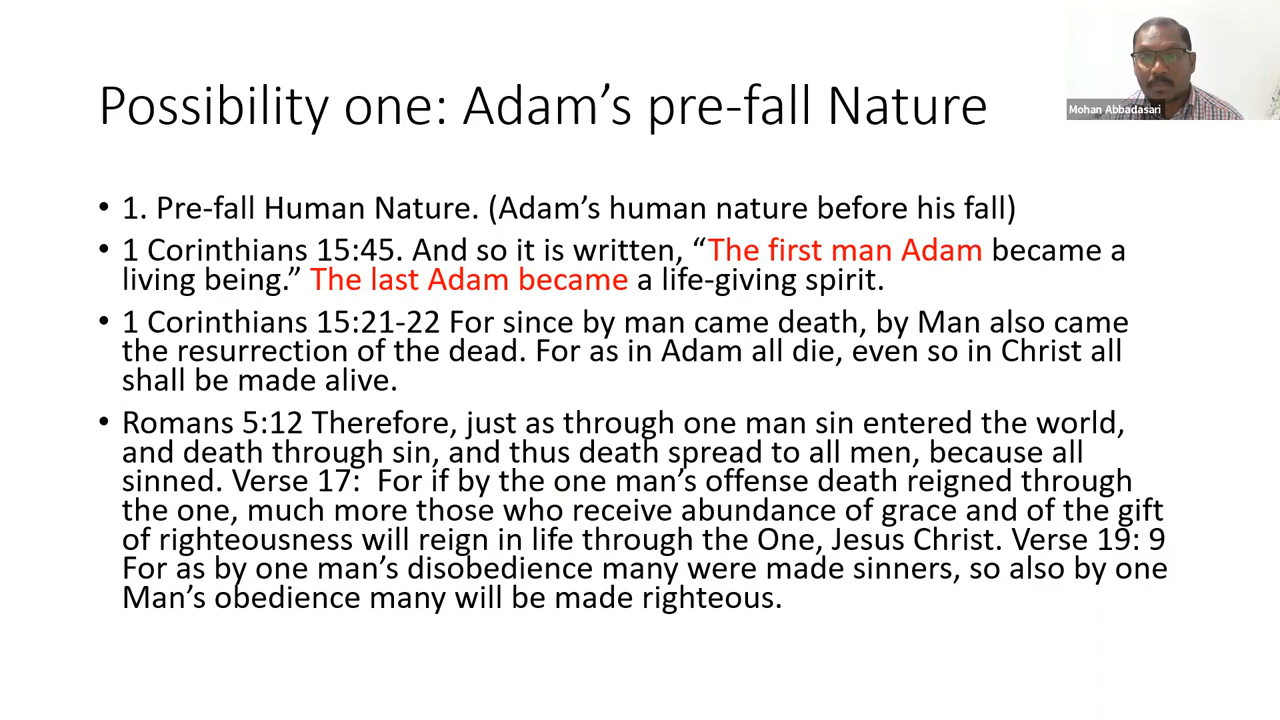 Possibility one: Adam’s pre-fall Nature
Mohan Abbadasari
• 1. Pre-fall Human Nature. (Adam’s human nature before his fall)
• 1 Corinthians 15:45. And so it is written, “The first man Adam became a
living being.” The last Adam became a life-giving spirit.
• 1 Corinthians 15:21-22 For since by man came death, by Man also came
the resurrection of the dead. For as in Adam all die, even so in Christ all
shall be made alive.
• Romans 5:12 Therefore, just as through one man sin entered the world,
and death through sin, and thus death spread to all men, because all
sinned. Verse 17:  For if by the one man’s offense death reigned through
the one, much more those who receive abundance of grace and of the gift
of righteousness will reign in life through the One, Jesus Christ. Verse 19: 9
For as by one man’s disobedience many were made sinners, so also by one
Man’s obedience many will be made righteous.